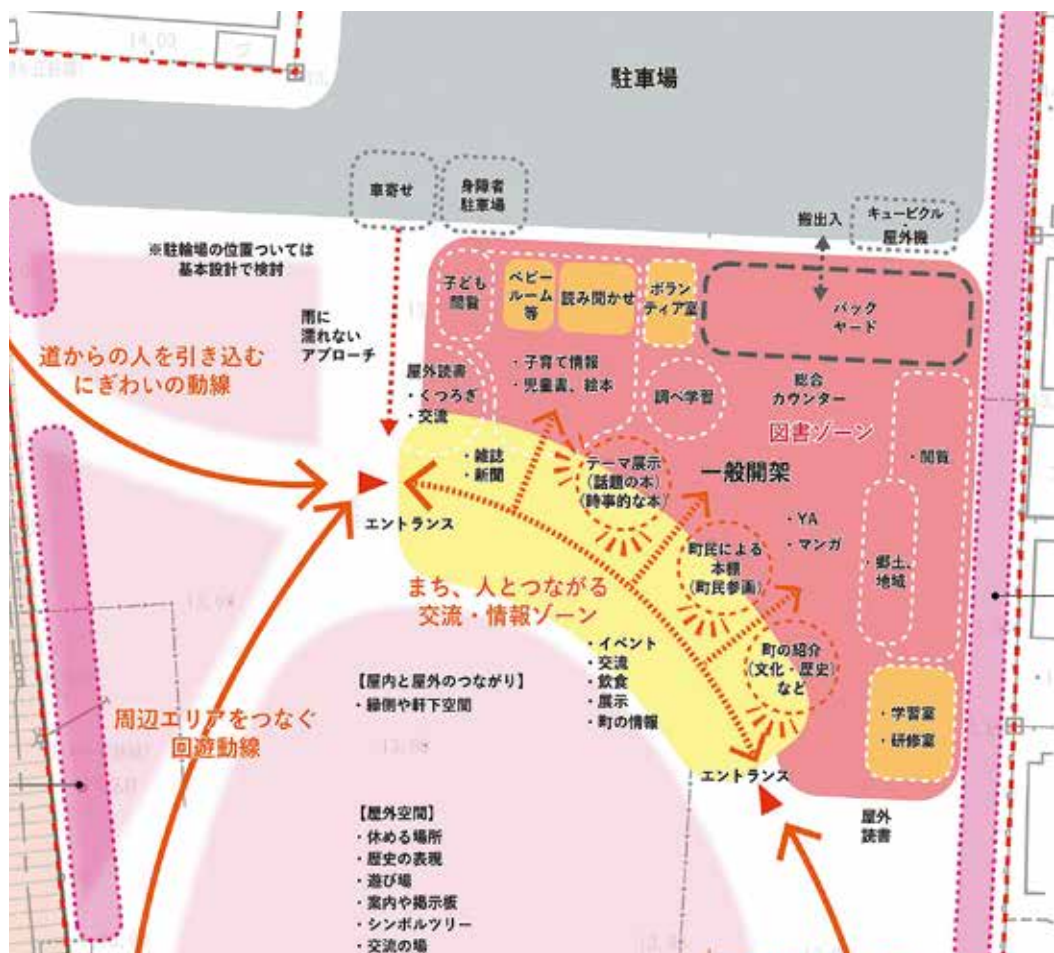 14.03
駐車場
車寄せ
身障者
駐車場
搬出入
キュービクル
・
屋外機
※駐輪場の位置ついては
基本設計で検討
子ども
閲覧
ベビー
ルーム
等
読み聞かせ
ボラン
ティア室
バック
ヤード
雨に
濡れない
アプローチ
道からの人を引き込む
にぎわいの動線
屋外読書
・くつろぎ
・交流
・子育て情報
・児童書、絵本
調べ学習
総合
カウンター
図書ゾーン
・閲覧
・雑誌
・新聞
テーマ展示
(話題の本)
(時事的な本)
一般開架
・YA
・マンガ
エントランス
町民による
本棚
(町民参画)
・郷土、
地域
まち、人とつながる
交流・情報ゾーン
・イベント
・交流
・飲食
・展示
・町の情報
町の紹介
(文化・歴史)
など
【屋内と屋外のつながり】
・縁側や軒下空間
・学習室
・研修室
周辺エリアをつなぐ
回遊動線
エントランス
屋外
読書
【屋外空間】
・休める場所
・歴史の表現
・遊び場
・案内や掲示板
・シンボルツリー
・交流の場